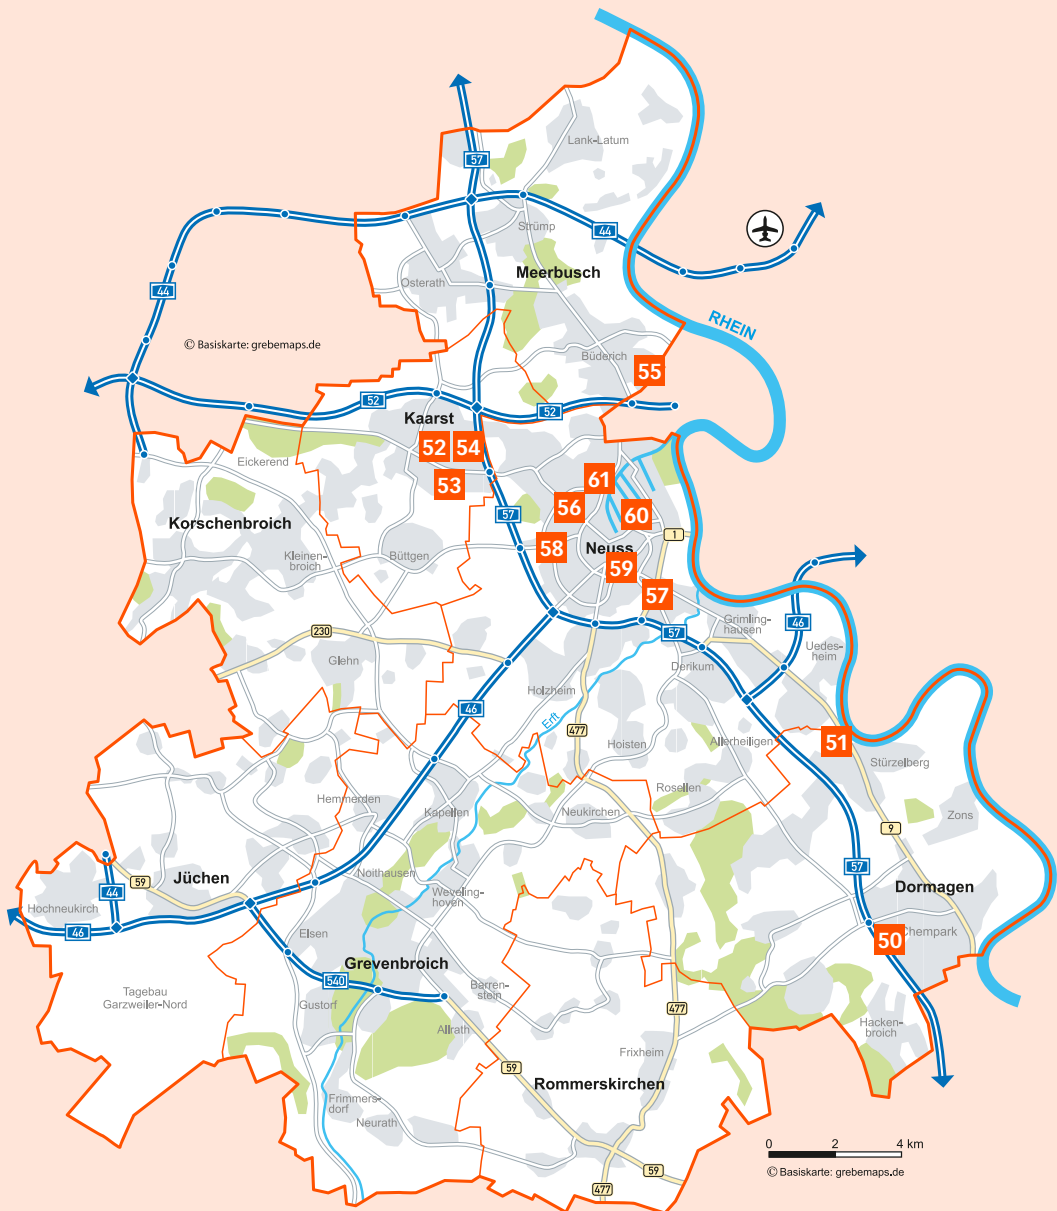 Lank-Latum
57
Strümp
44
Meerbusch
Osterath
44
RHEIN
© Basiskarte: grebemaps.de
Büderich
55
52
52
Kaarst
52
54
Eickerend
53
61
56
57
60
Korschenbroich
1
58
Neuss
Kleinen-
broich
Büttgen
59
57
Grimling-
hausen
46
230
57
Uedes-
heim
Glehn
Derikum
Holzheim
46
Erft
477
Hoisten
Allerheiligen
51
Stürzelberg
Rosellen
Hemmerden
Kapellen
Neukirchen
Zons
9
57
Jüchen
59
44
Noithausen
Weveling-
hoven
Dormagen
Hochneukirch
46
Elsen
50
Chempark
Grevenbroich
540
Barren-
stein
Tagebau
Garzweiler-Nord
Gustorf
477
Allrath
Hacken-
broich
Frixheim
59
Rommerskirchen
Frimmers-
dorf
Neurath
0 2 4 km
59
© Basiskarte: grebemaps.de
477